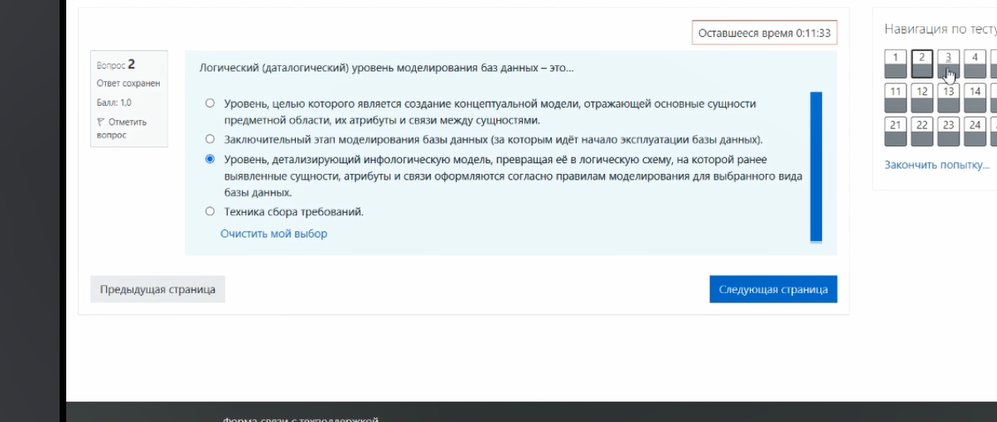 Оставшееся время 0:11:33
Навигация по тесту
Вопрос 2
Ответ сохранен
Балл: 1,0
Отметить вопрос
Логический (даталогический) уровень моделирования баз данных – это...
Уровень, целью которого является создание концептуальной модели, отражающей основные сущности
предметной области, их атрибуты и связи между сущностями.
Заключительный этап моделирования базы данных (за которым идёт начало эксплуатации базы данных).
Уровень, детализирующий инфологическую модель, превращая её в логическую схему, на которой ранее
выявленные сущности, атрибуты и связи оформляются согласно правилам моделирования для выбранного вида
базы данных.
Техника сбора требований.
Очистить мой выбор
1 2 3 4
11 12 13 14
21 22 23 24
Закончить попытку...
Предыдущая страница
Следующая страница
Форма связи с техподдержкой